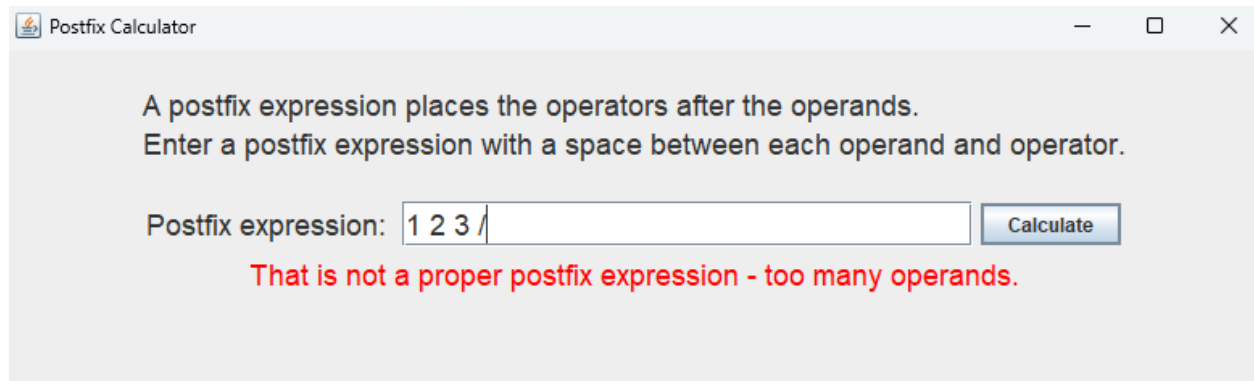 Postfix Calculator
A postfix expression places the operators after the operands.
Enter a postfix expression with a space between each operand and operator.
Postfix expression: 1 2 3 / Calculate
That is not a proper postfix expression - too many operands.